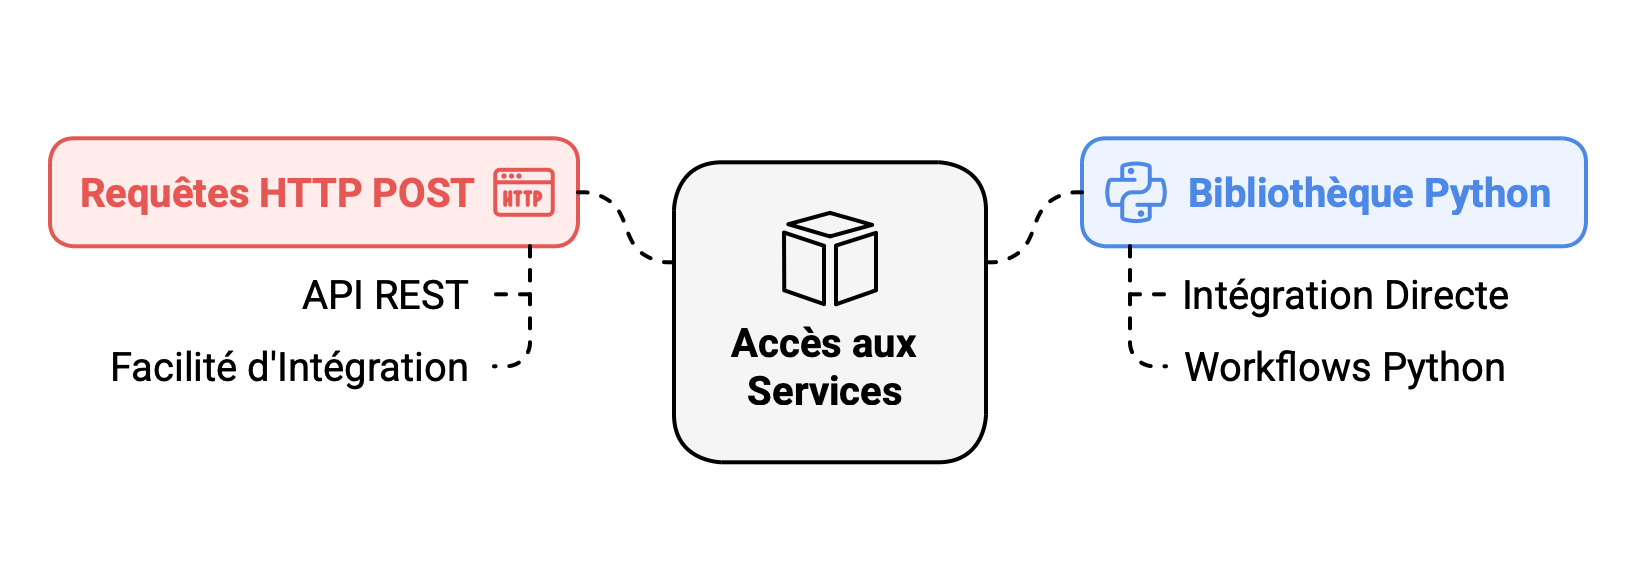 Requêtes HTTP POST
HTTP
API REST
Facilité d'Intégration
Accès aux
Services
Bibliothèque Python
Intégration Directe
Workflows Python